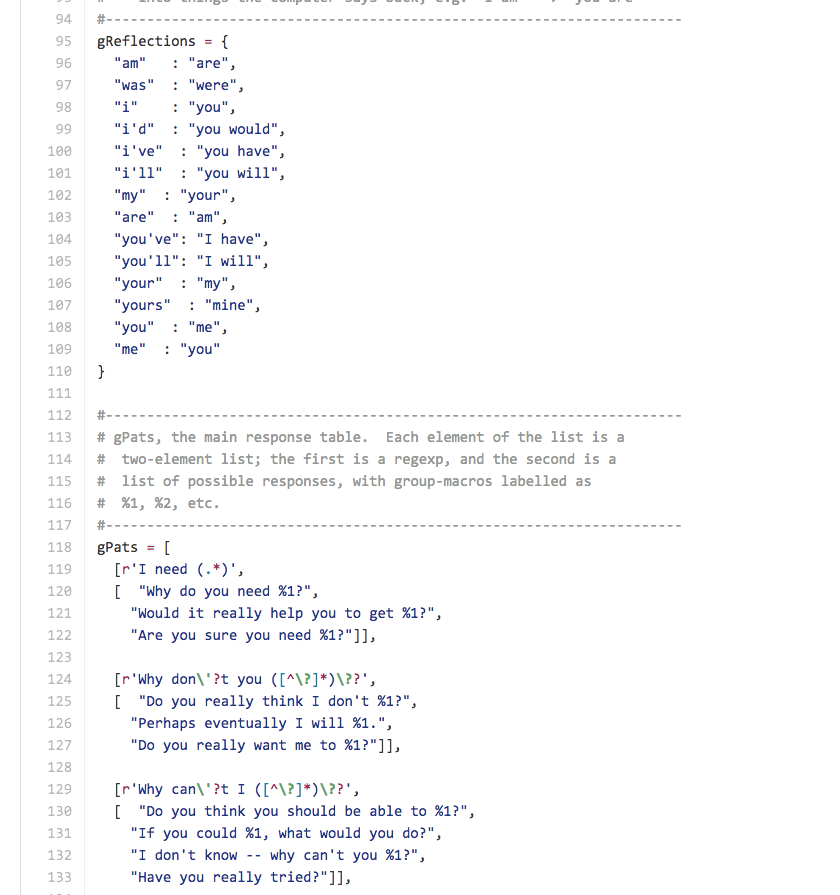 94 #----------------------------------------------------------------------
95 gReflections = {
96 "am" : "are",
97 "was" : "were",
98 "i" : "you",
99 "i'd" : "you would",
100 "i've" : "you have",
101 "i'll" : "you will",
102 "my" : "your",
103 "are" : "am",
104 "you've": "I have",
105 "you'll": "I will",
106 "your" : "my",
107 "yours" : "mine",
108 "you" : "me",
109 "me" : "you"
110 }
111
112 #----------------------------------------------------------------------
113 # gPats, the main response table. Each element of the list is a
114 # two-element list; the first is a regexp, and the second is a
115 # list of possible responses, with group-macros labelled as
116 # %1, %2, etc.
117 #----------------------------------------------------------------------
118 gPats = [
119 [r'I need (.*)',
120 [ "Why do you need %1?",
121 "Would it really help you to get %1?",
122 "Are you sure you need %1?"]],
123
124 [r'Why don\'?t you ([^\?]*)\??',
125 [ "Do you really think I don't %1?",
126 "Perhaps eventually I will %1.",
127 "Do you really want me to %1?"]],
128
129 [r'Why can\'?t I ([^\?]*)\??',
130 [ "Do you think you should be able to %1?",
131 "If you could %1, what would you do?",
132 "I don't know -- why can't you %1?",
133 "Have you really tried?"]],